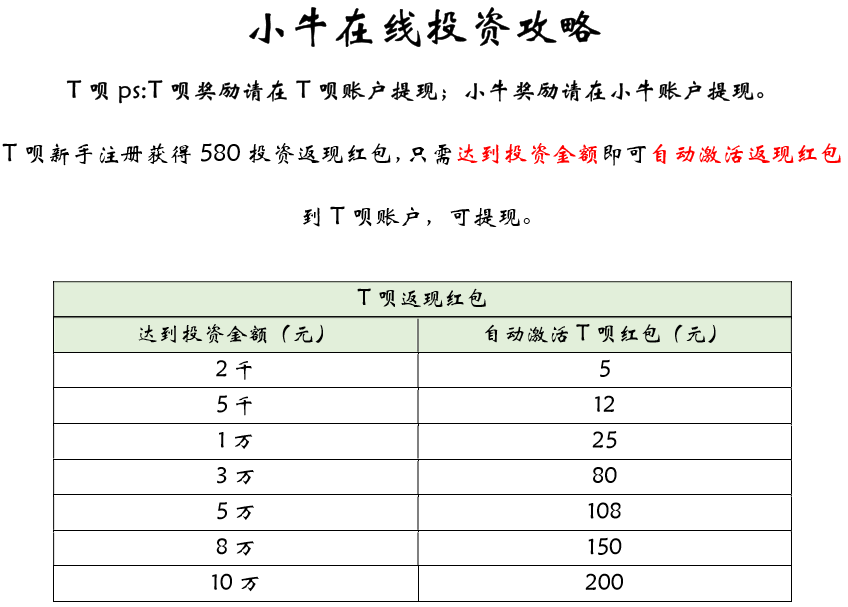 小牛在线投资攻略
T 呗 ps:T 呗奖励请在 T 呗账户提现；小牛奖励请在小牛账户提现。
T 呗新手注册获得 580 投资返现红包,只需达到投资金额即可自动激活返现红包
到 T 呗账户，可提现。
T 呗返现红包
达到投资金额（元） 自动激活 T 呗红包（元）
2 千 5
5 千 12
1 万 25
3 万 80
5 万 108
8 万 150
10 万 200